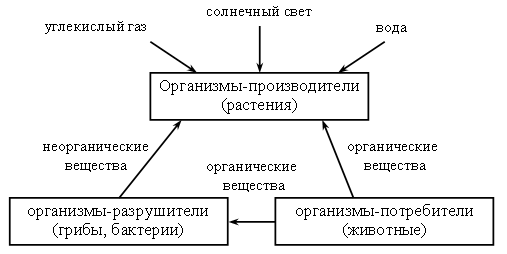 солнечный свет
углекислый газ
вода
Организмы-производители
(растения)
неорганические
вещества
органические
вещества
органические
вещества
организмы-разрушители
(грибы, бактерии)
организмы-потребители
(животные)